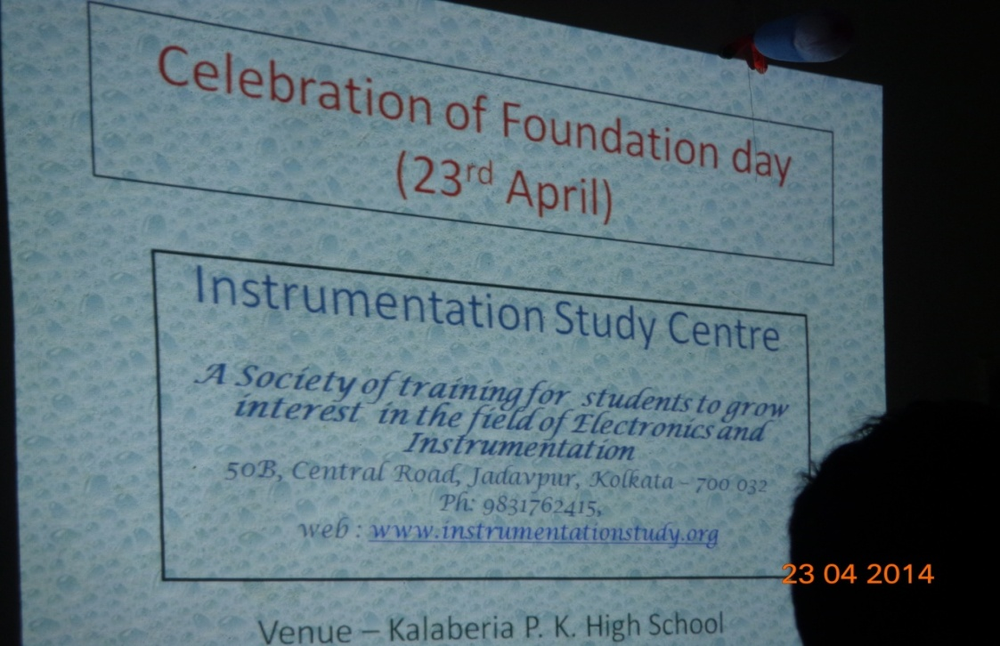 Celebration of Foundation day
(23rd April)
Instrumentation Study Centre
A Society of training for students to grow
interest in the field of Electronics and
Instrumentation
50B, Central Road, Jadavpur, Kolkata – 700 032
Ph: 9831762415,
web : www.instrumentationstudy.org
Venue – Kalaberia P. K. High School
23 04 2014